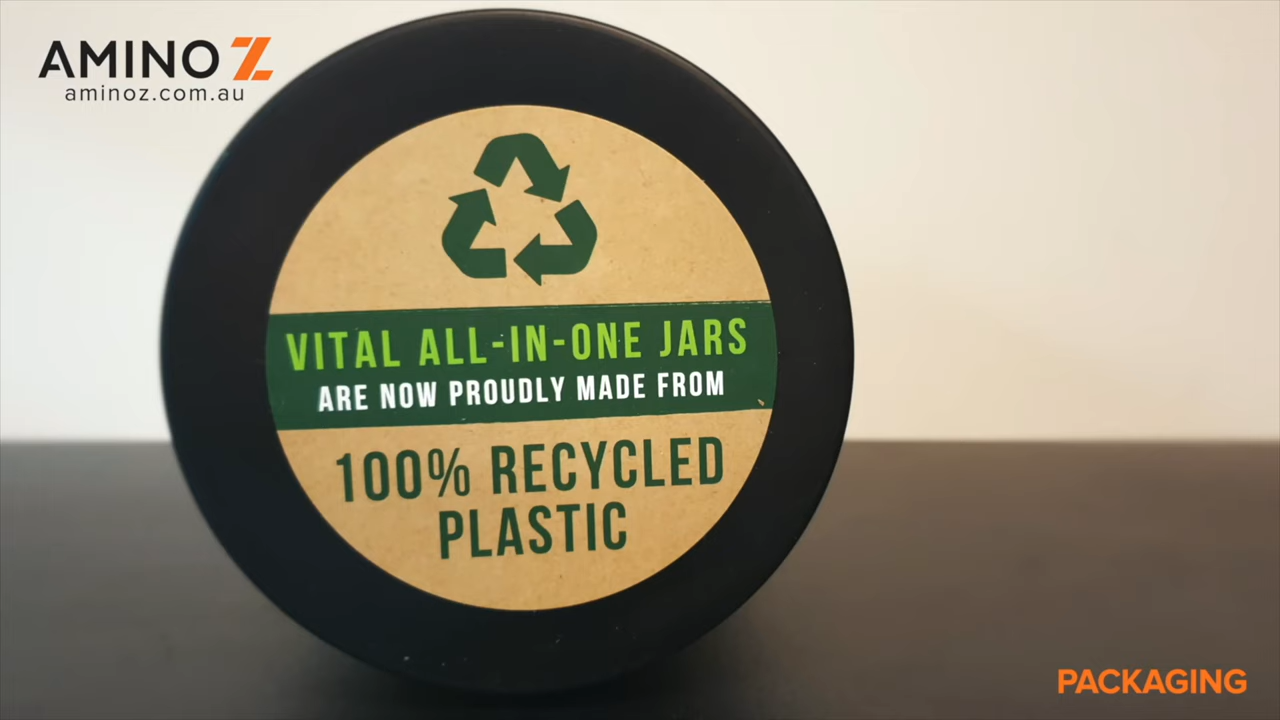 AMINO Z
aminoz.com.au
VITAL ALL-IN-ONE JARS
ARE NOW PROUDLY MADE FROM
100% RECYCLED
PLASTIC
PACKAGING